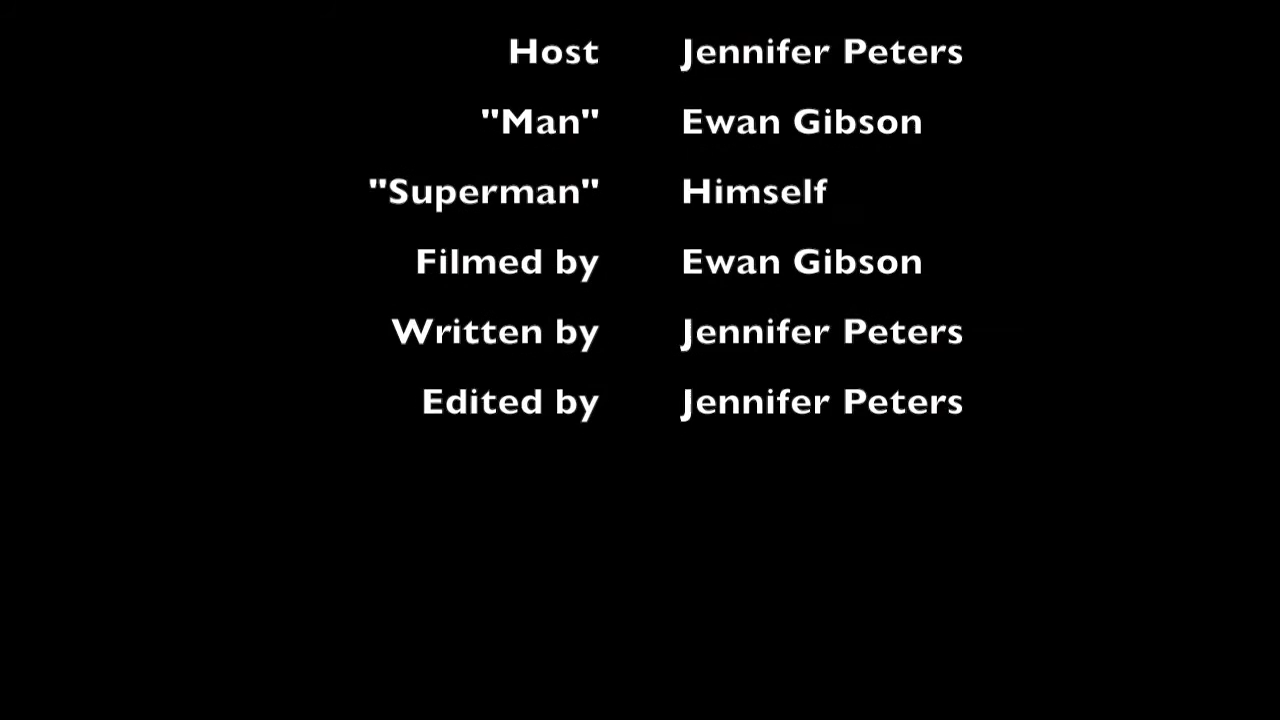 Host Jennifer Peters
"Man" Ewan Gibson
"Superman" Himself
Filmed by Ewan Gibson
Written by Jennifer Peters
Edited by Jennifer Peters